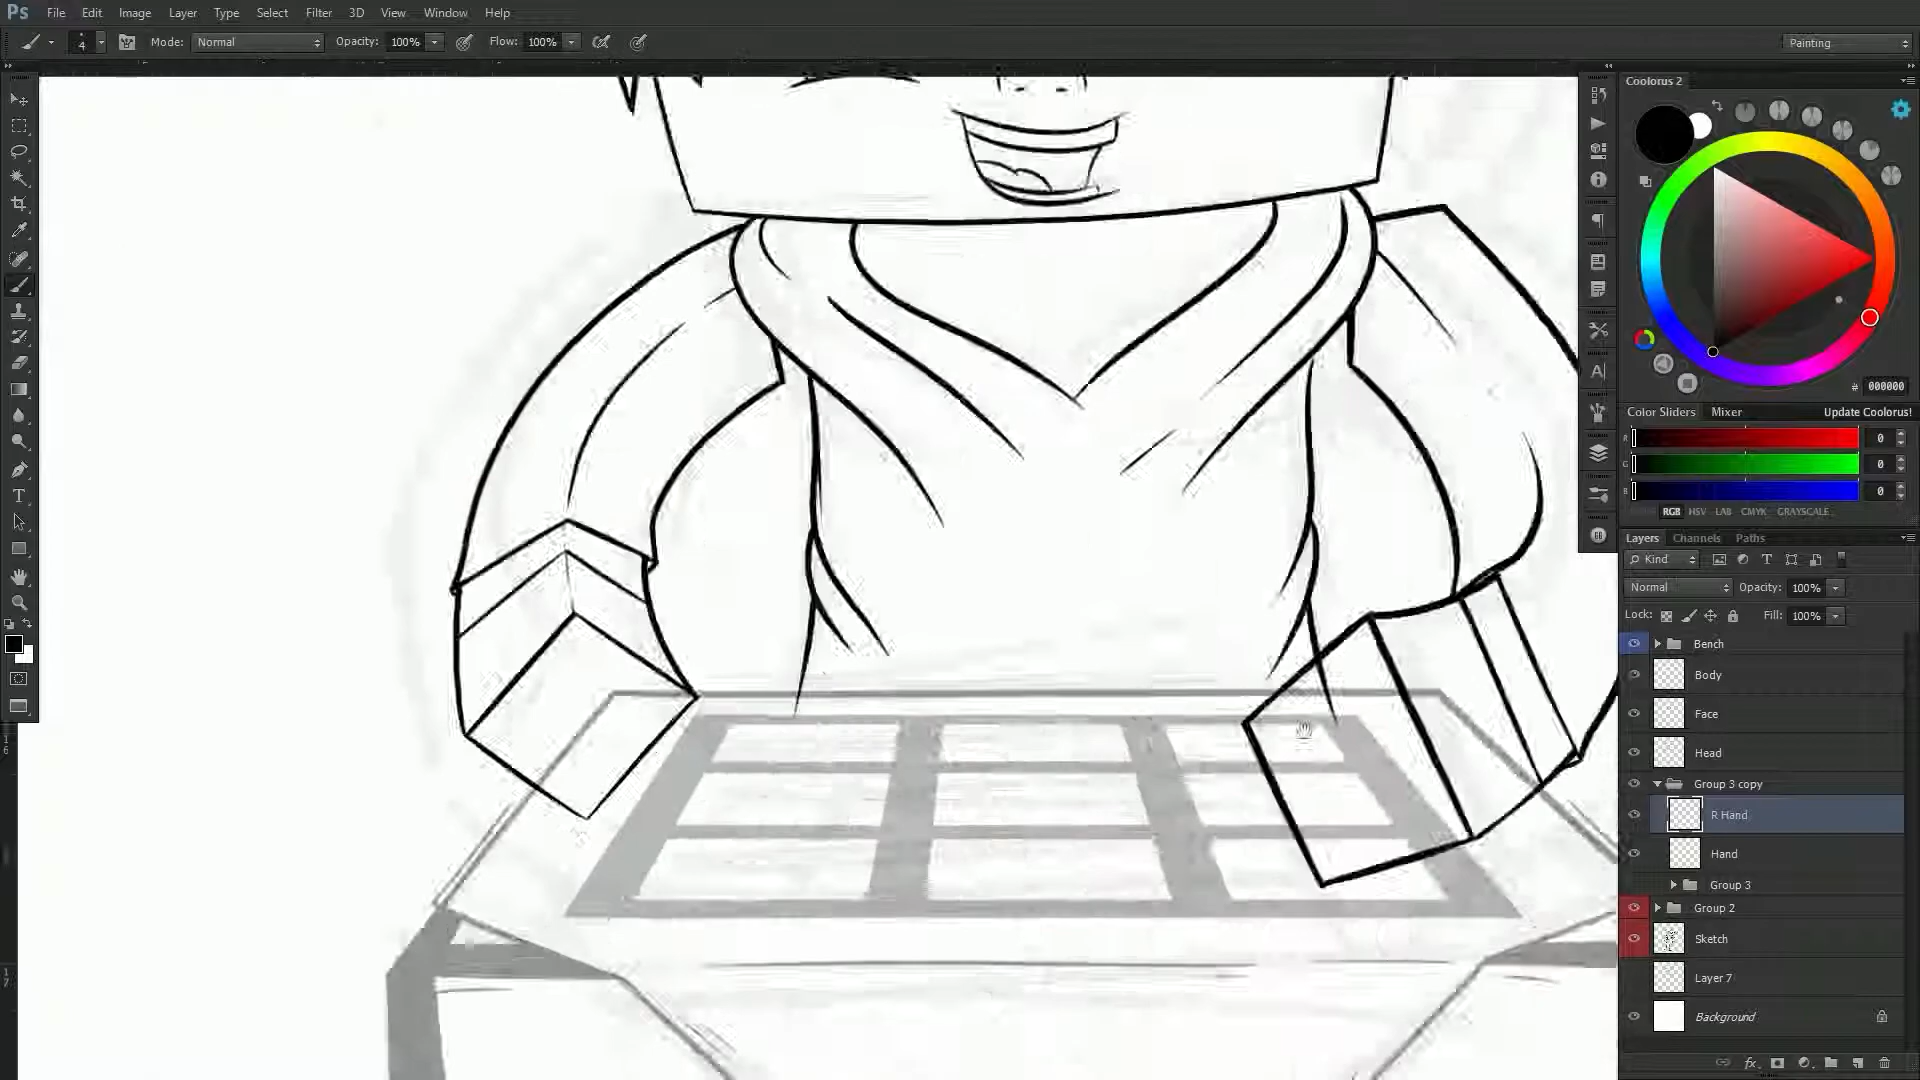 Ps File Edit Image Layer Type Select Filter 3D View Window Help
4 Mode: Normal Opacity: 100% Flow: 100% Painting
Coolorus 2
# 000000
Color Sliders Mixer Update Coolorus!
R 0
G 0
B 0
RGB HSV LAB CMYK GRAYSCALE
Layers Channels Paths
Kind
Normal Opacity: 100%
Lock: Fill: 100%
Bench
Body
Face
Head
Group 3 copy
R Hand
Hand
Group 3
Group 2
Sketch
Layer 7
Background